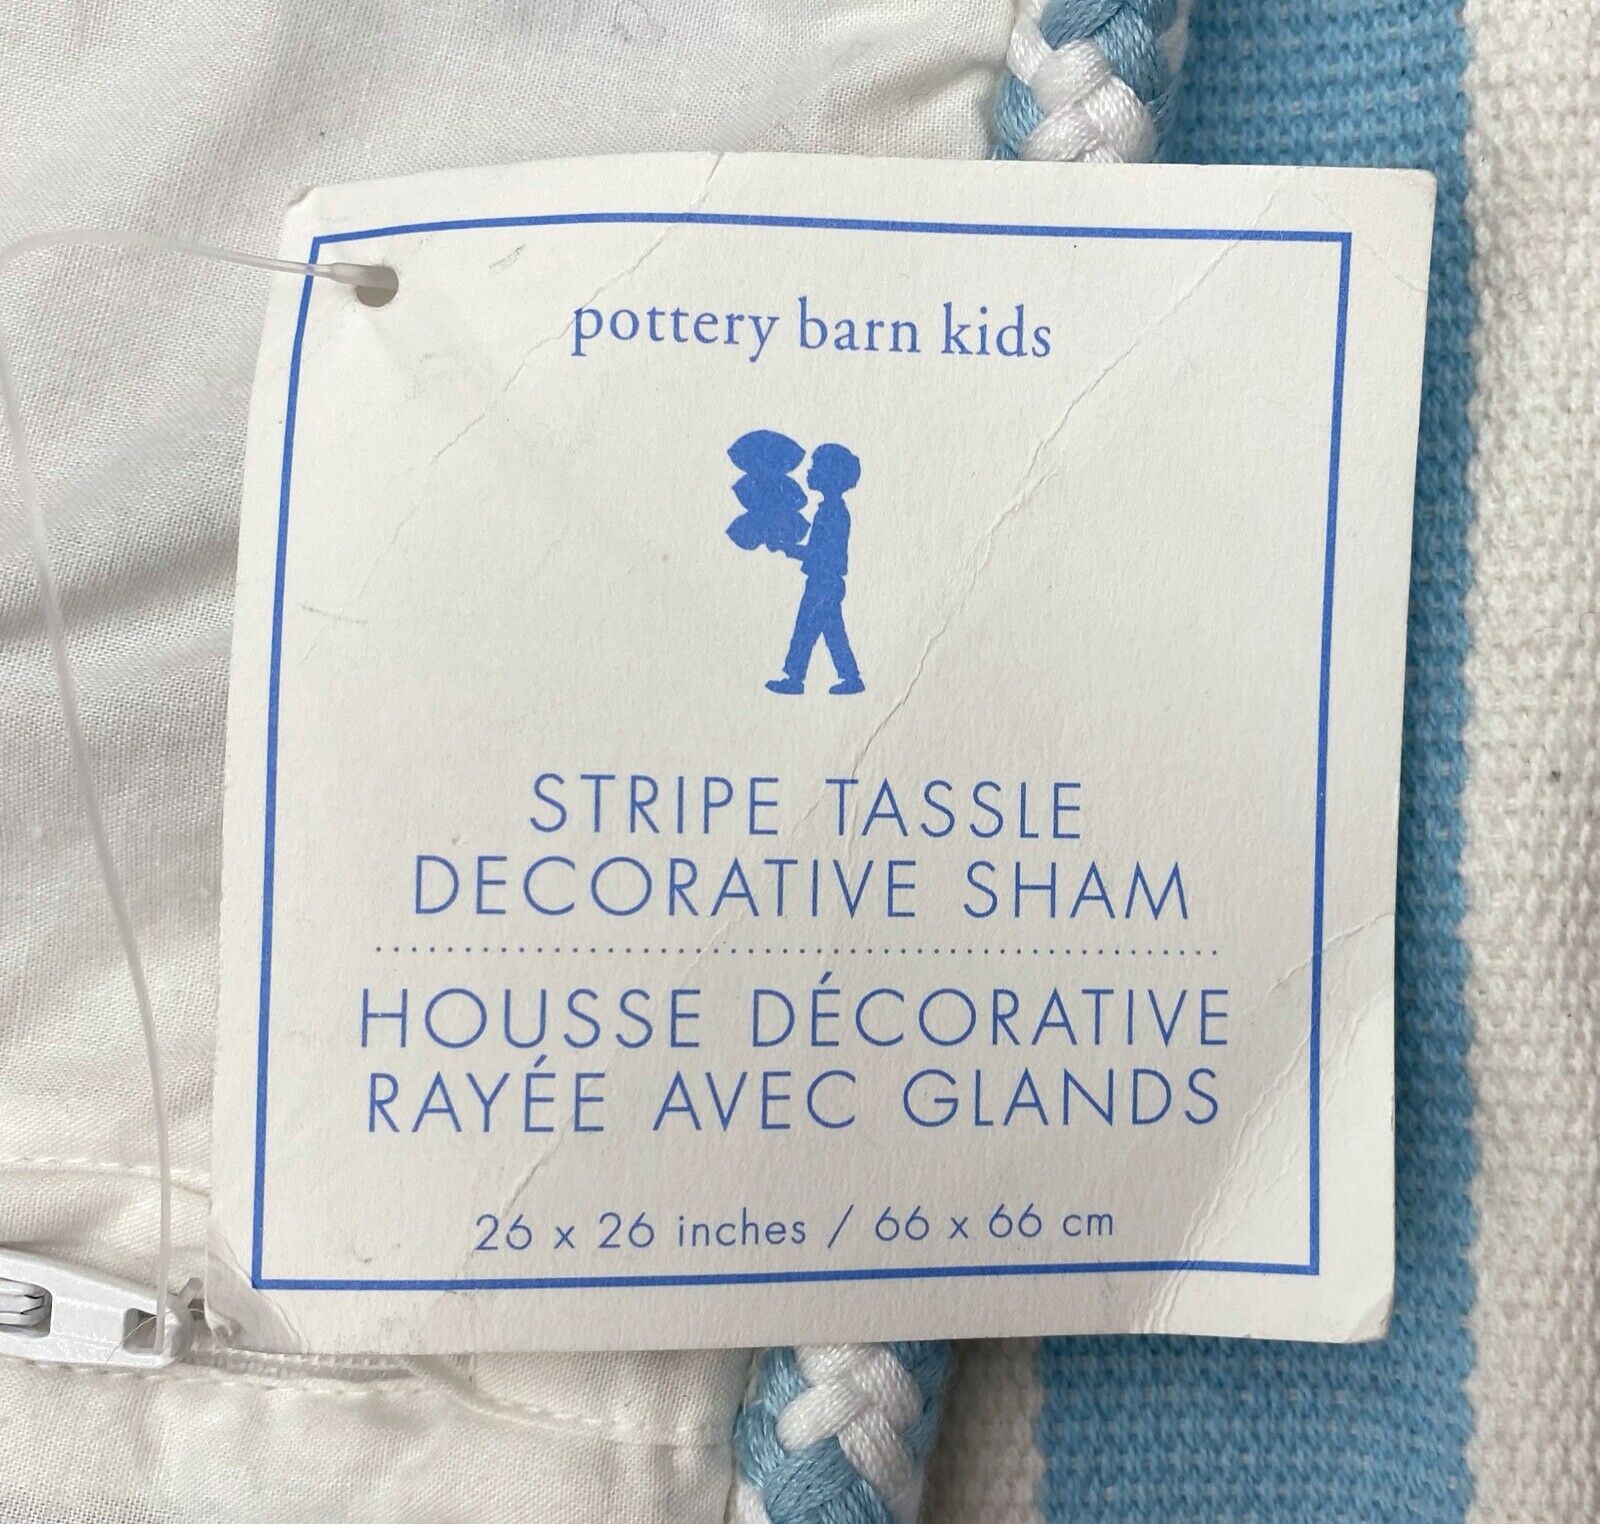 pottery barn kids
STRIPE TASSLE
DECORATIVE SHAM
HOUSSE DÉCORATIVE
RAYÉE AVEC GLANDS
26 x 26 inches / 66 x 66 cm